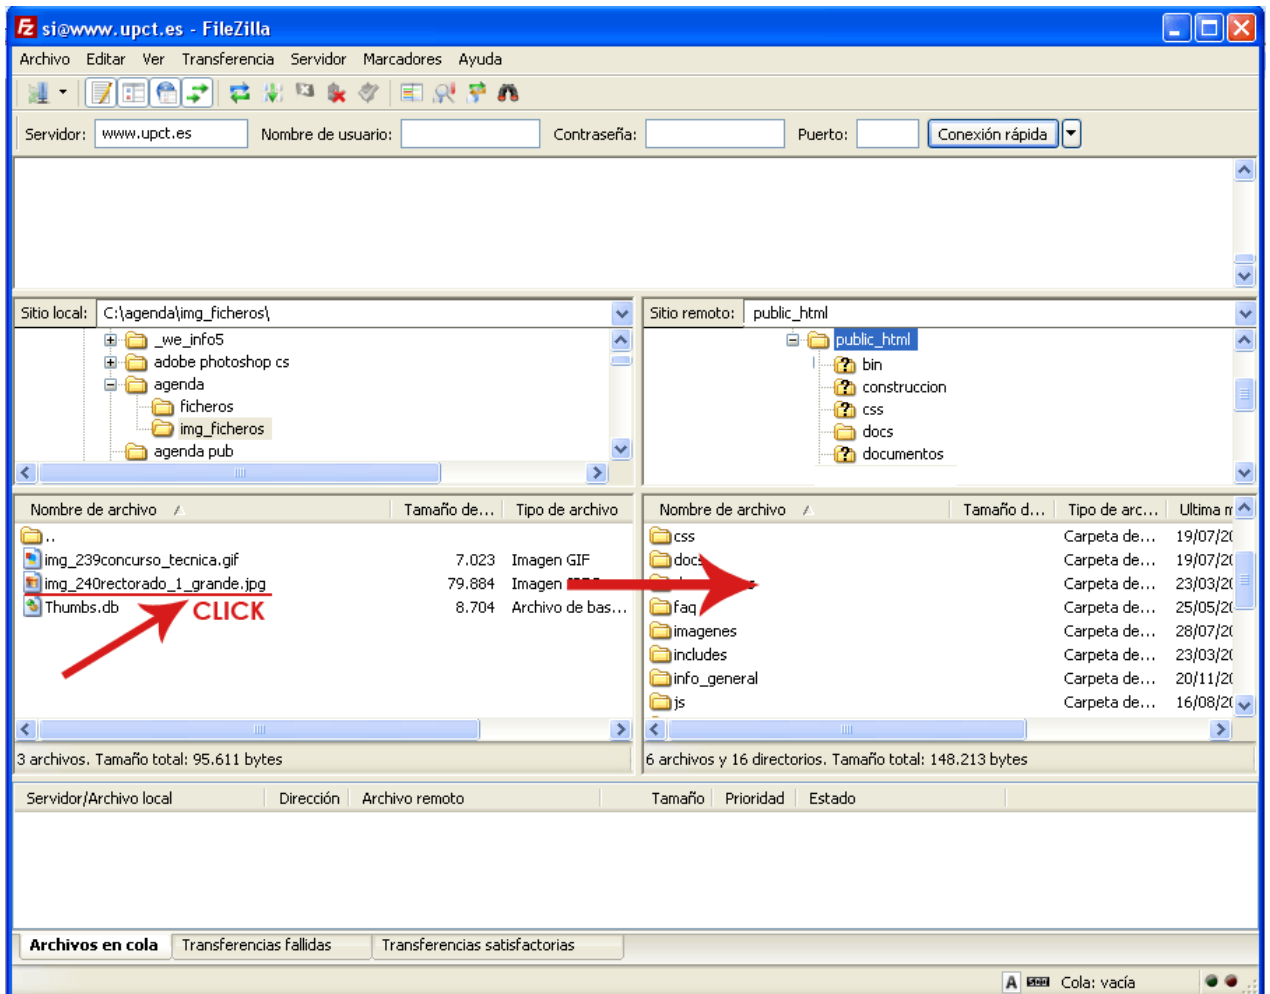 si@www.upct.es - FileZilla
Archivo Editar Ver Transferencia Servidor Marcadores Ayuda
Servidor: www.upct.es Nombre de usuario: Contraseña: Puerto: Conexión rápida
Sitio local: C:\agenda\img_ficheros\
_we_info5
adobe photoshop cs
agenda
ficheros
img_ficheros
agenda pub
Sitio remoto: public_html
public_html
bin
construccion
css
docs
documentos
Nombre de archivo Tamaño de... Tipo de archivo
..
img_239concurso_tecnica.gif 7.023 Imagen GIF
img_240rectorado_1_grande.jpg 79.884 Imagen
Thumbs.db 8.704 Archivo de bas...
CLICK
3 archivos. Tamaño total: 95.611 bytes
Nombre de archivo Tamaño d... Tipo de arc... Ultima m
css Carpeta de... 19/07/20
docs Carpeta de... 19/07/20
Carpeta de... 23/03/20
faq Carpeta de... 25/05/20
imagenes Carpeta de... 28/07/20
includes Carpeta de... 23/03/20
info_general Carpeta de... 20/11/20
js Carpeta de... 16/08/20
6 archivos y 16 directorios. Tamaño total: 148.213 bytes
Servidor/Archivo local Dirección Archivo remoto Tamaño Prioridad Estado
Archivos en cola Transferencias fallidas Transferencias satisfactorias
A Cola: vacía